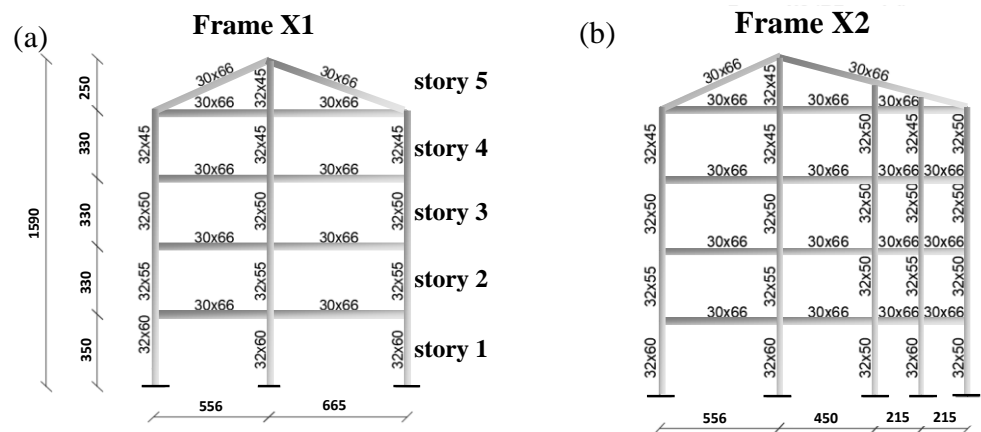 (a)
Frame X1
30x66
32x45
30x66
story 5
250
30x66
30x66
32x45
32x45
32x45
story 4
330
30x66
30x66
32x50
32x50
32x50
story 3
330
1590
30x66
30x66
32x55
32x55
32x55
story 2
330
30x66
30x66
32x60
32x60
32x60
story 1
350
556
665
(b)
Frame X2
30x66
32x45
30x66
30x66
30x66
30x66
32x45
32x45
32x50
32x45
32x50
30x66
30x66
30x66
30x66
32x50
32x50
32x50
32x50
32x50
30x66
30x66
30x66
30x66
32x55
32x55
32x50
32x55
32x50
30x66
30x66
30x66
30x66
32x60
32x60
32x50
32x60
32x50
556
450
215
215